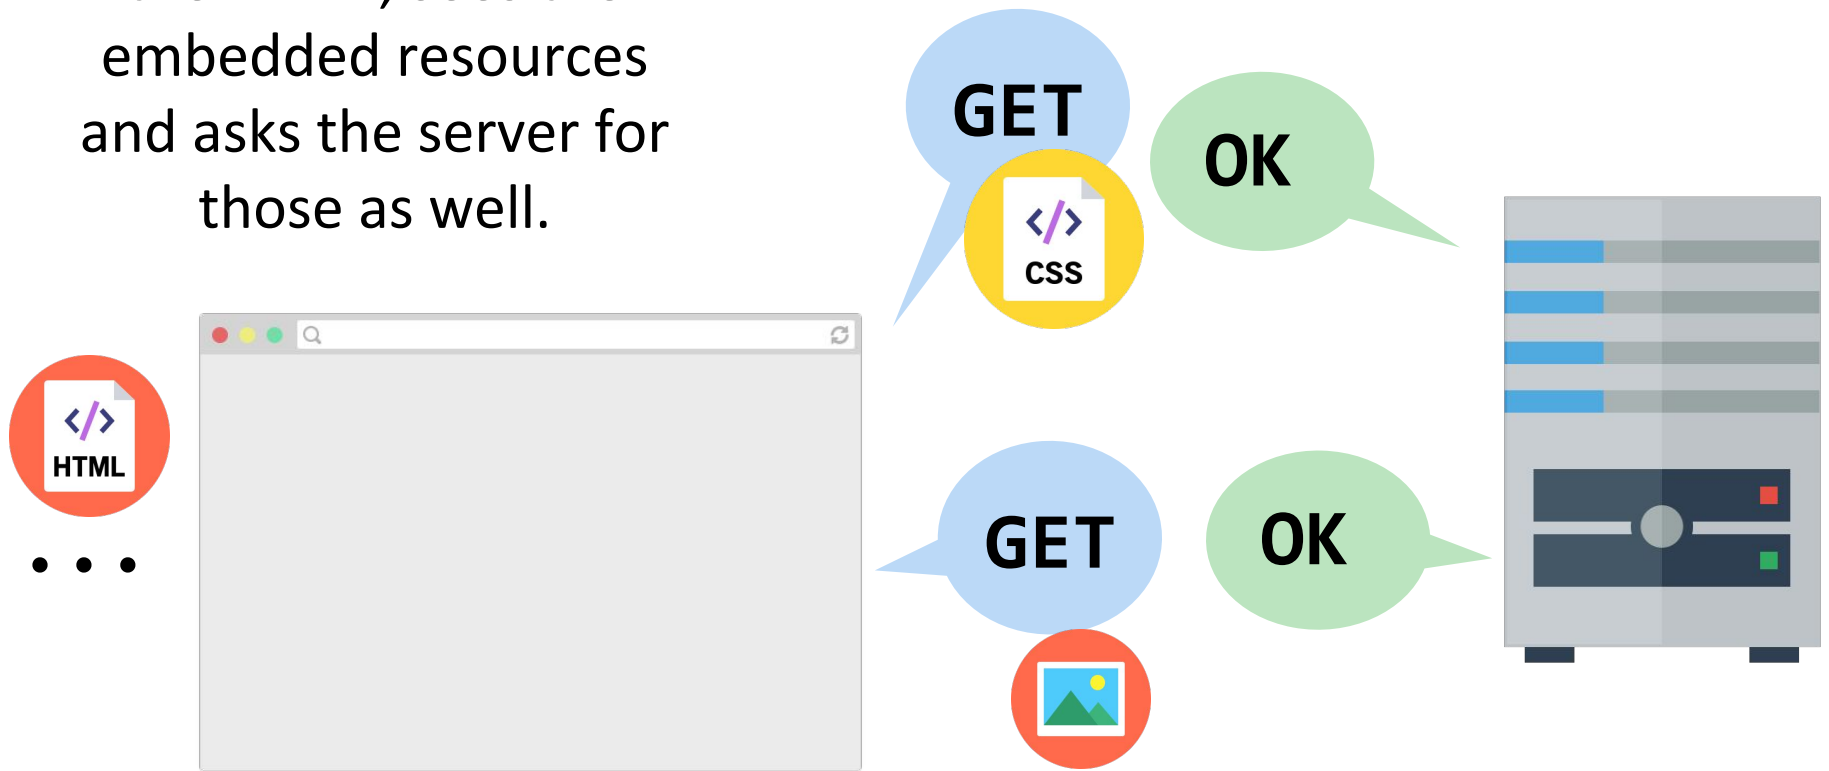 embedded resources
and asks the server for
those as well.
GET
OK
CSS
HTML
GET
OK